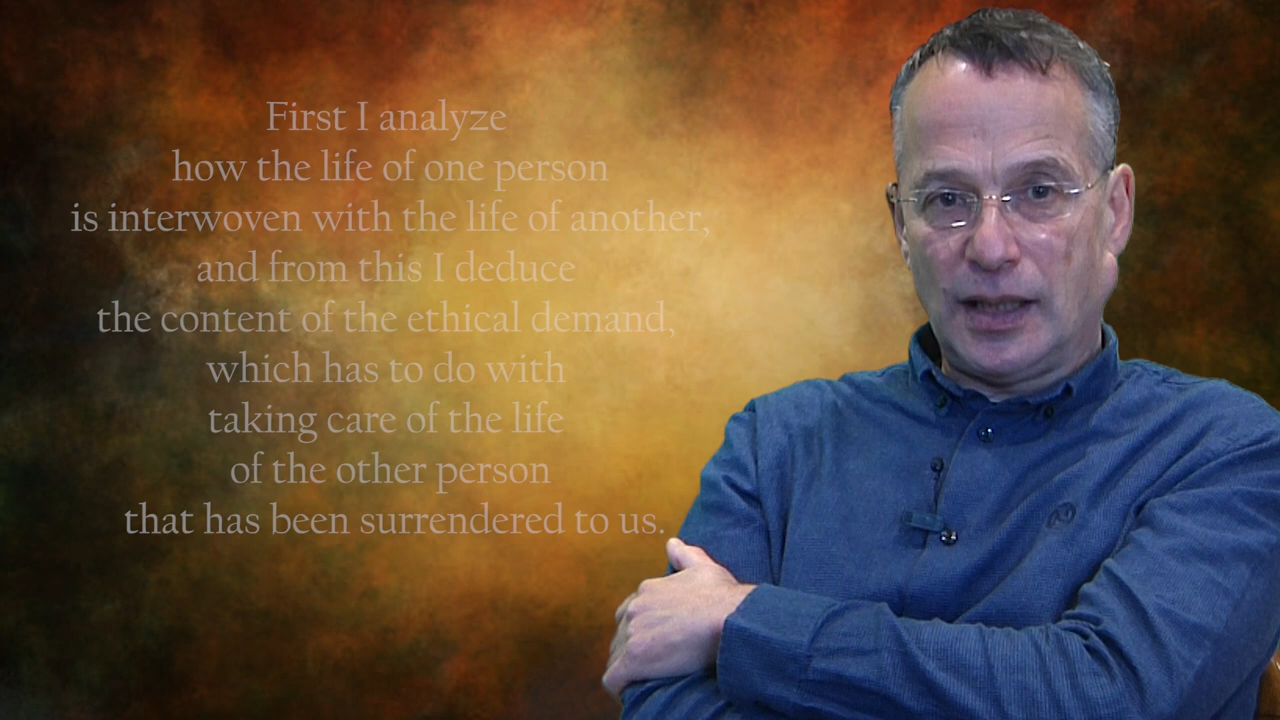 First I analyze
how the life of one person
is interwoven with the life of another,
and from this I deduce
the content of the ethical demand,
which has to do with
taking care of the life
of the other person
that has been surrendered to us.